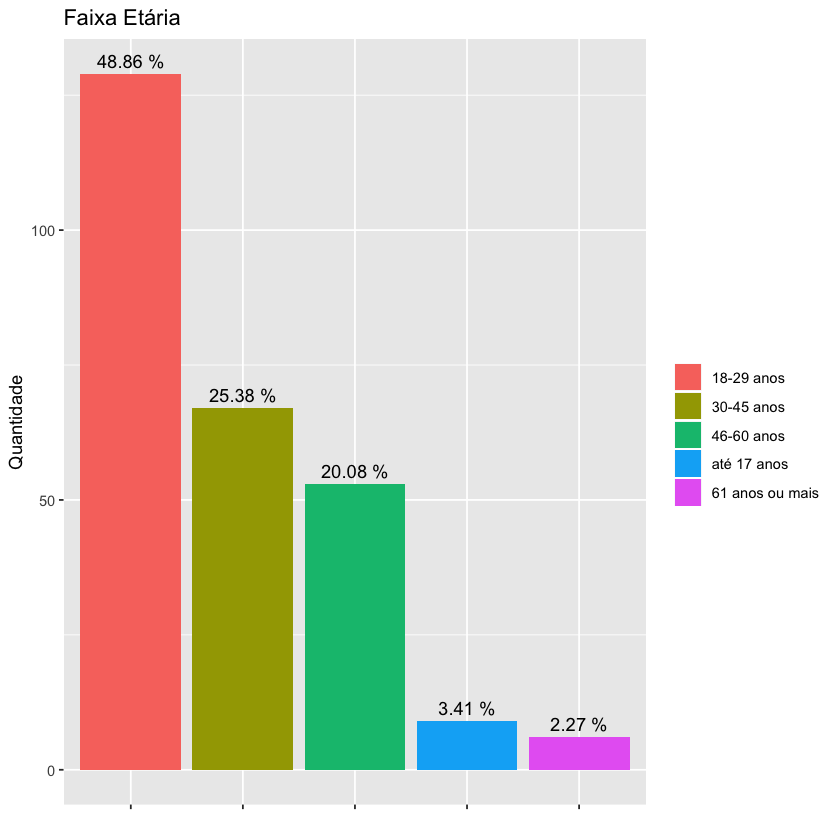 Faixa Etária
48.86 %
25.38 %
20.08 %
3.41 %
2.27 %
100
50
0
Quantidade
18-29 anos
30-45 anos
46-60 anos
até 17 anos
61 anos ou mais